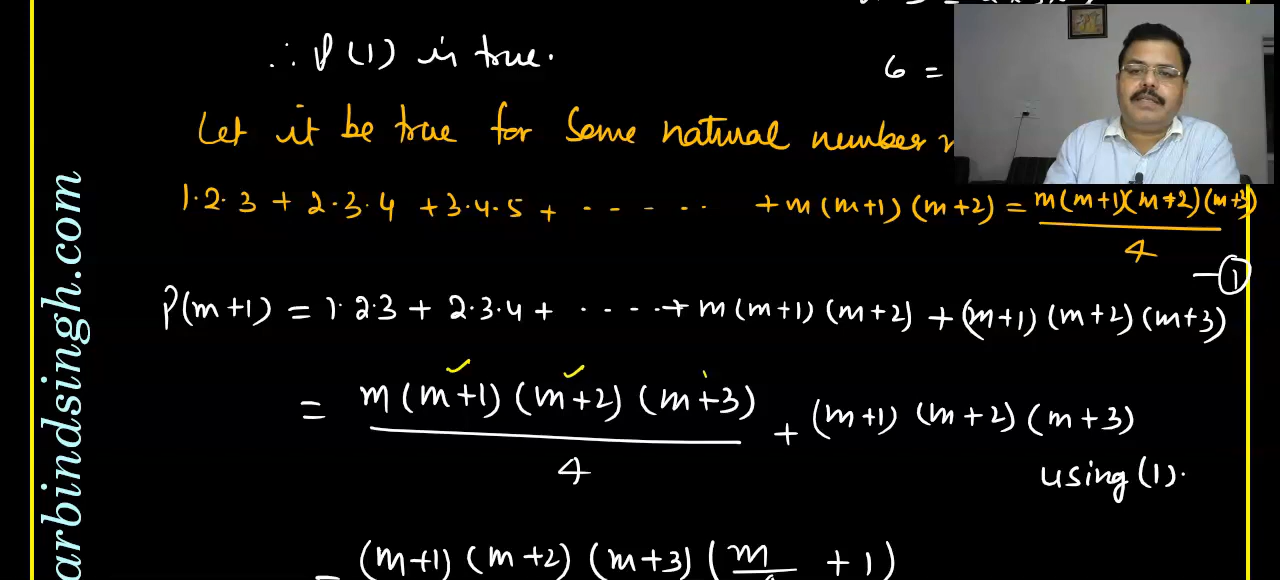 ∴ P(1) is true.
6 =
Let it be true for some natural number
1·2·3 + 2·3·4 + 3·4·5 + ······ + m(m+1)(m+2) = m(m+1)(m+2)(m+3)/4
—①
P(m+1) = 1·2·3 + 2·3·4 + ····+ m(m+1)(m+2) + (m+1)(m+2)(m+3)
= m(m+1)(m+2)(m+3)/4 + (m+1)(m+2)(m+3)
using (1).
= (m+1)(m+2)(m+3)(m/4 + 1)
arbindsingh.com